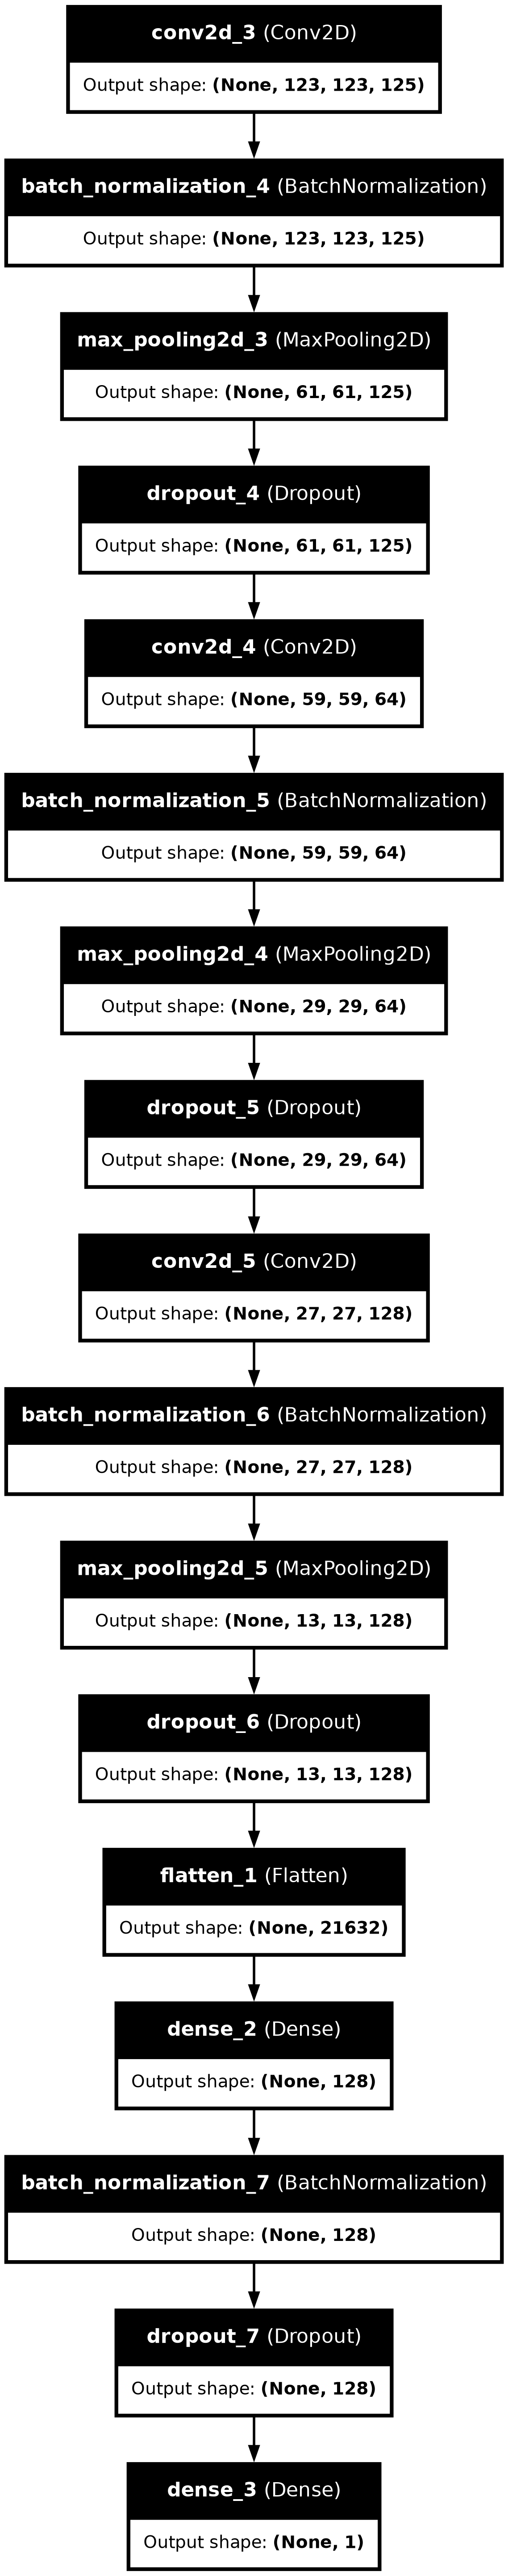 conv2d_3 (Conv2D)
Output shape: (None, 123, 123, 125)
batch_normalization_4 (BatchNormalization)
Output shape: (None, 123, 123, 125)
max_pooling2d_3 (MaxPooling2D)
Output shape: (None, 61, 61, 125)
dropout_4 (Dropout)
Output shape: (None, 61, 61, 125)
conv2d_4 (Conv2D)
Output shape: (None, 59, 59, 64)
batch_normalization_5 (BatchNormalization)
Output shape: (None, 59, 59, 64)
max_pooling2d_4 (MaxPooling2D)
Output shape: (None, 29, 29, 64)
dropout_5 (Dropout)
Output shape: (None, 29, 29, 64)
conv2d_5 (Conv2D)
Output shape: (None, 27, 27, 128)
batch_normalization_6 (BatchNormalization)
Output shape: (None, 27, 27, 128)
max_pooling2d_5 (MaxPooling2D)
Output shape: (None, 13, 13, 128)
dropout_6 (Dropout)
Output shape: (None, 13, 13, 128)
flatten_1 (Flatten)
Output shape: (None, 21632)
dense_2 (Dense)
Output shape: (None, 128)
batch_normalization_7 (BatchNormalization)
Output shape: (None, 128)
dropout_7 (Dropout)
Output shape: (None, 128)
dense_3 (Dense)
Output shape: (None, 1)